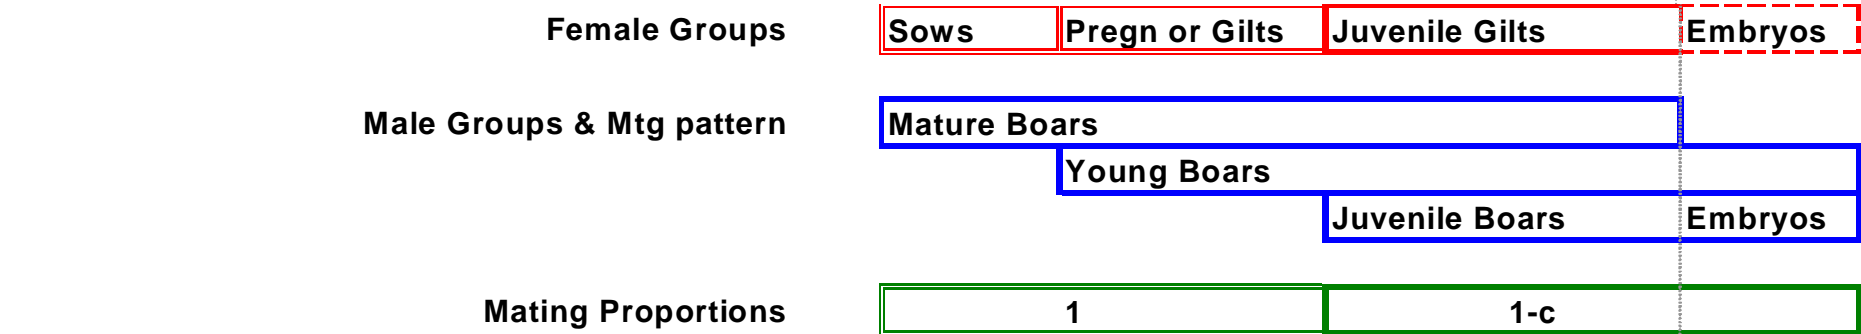 Female Groups Sows Pregn or Gilts Juvenile Gilts Embryos
Male Groups & Mtg pattern Mature Boars
Young Boars
Juvenile Boars Embryos
Mating Proportions 1 1-c